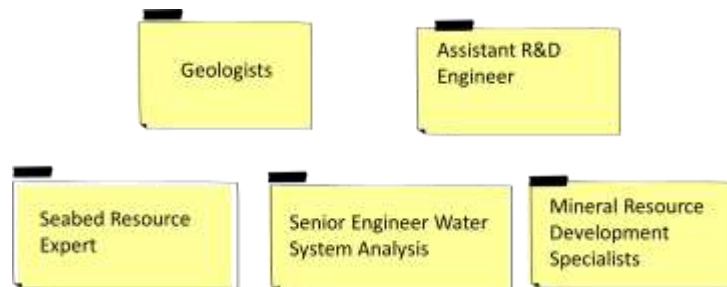 Geologists
Assistant R&D
Engineer
Seabed Resource
Expert
Senior Engineer Water
System Analysis
Mineral Resource
Development
Specialists